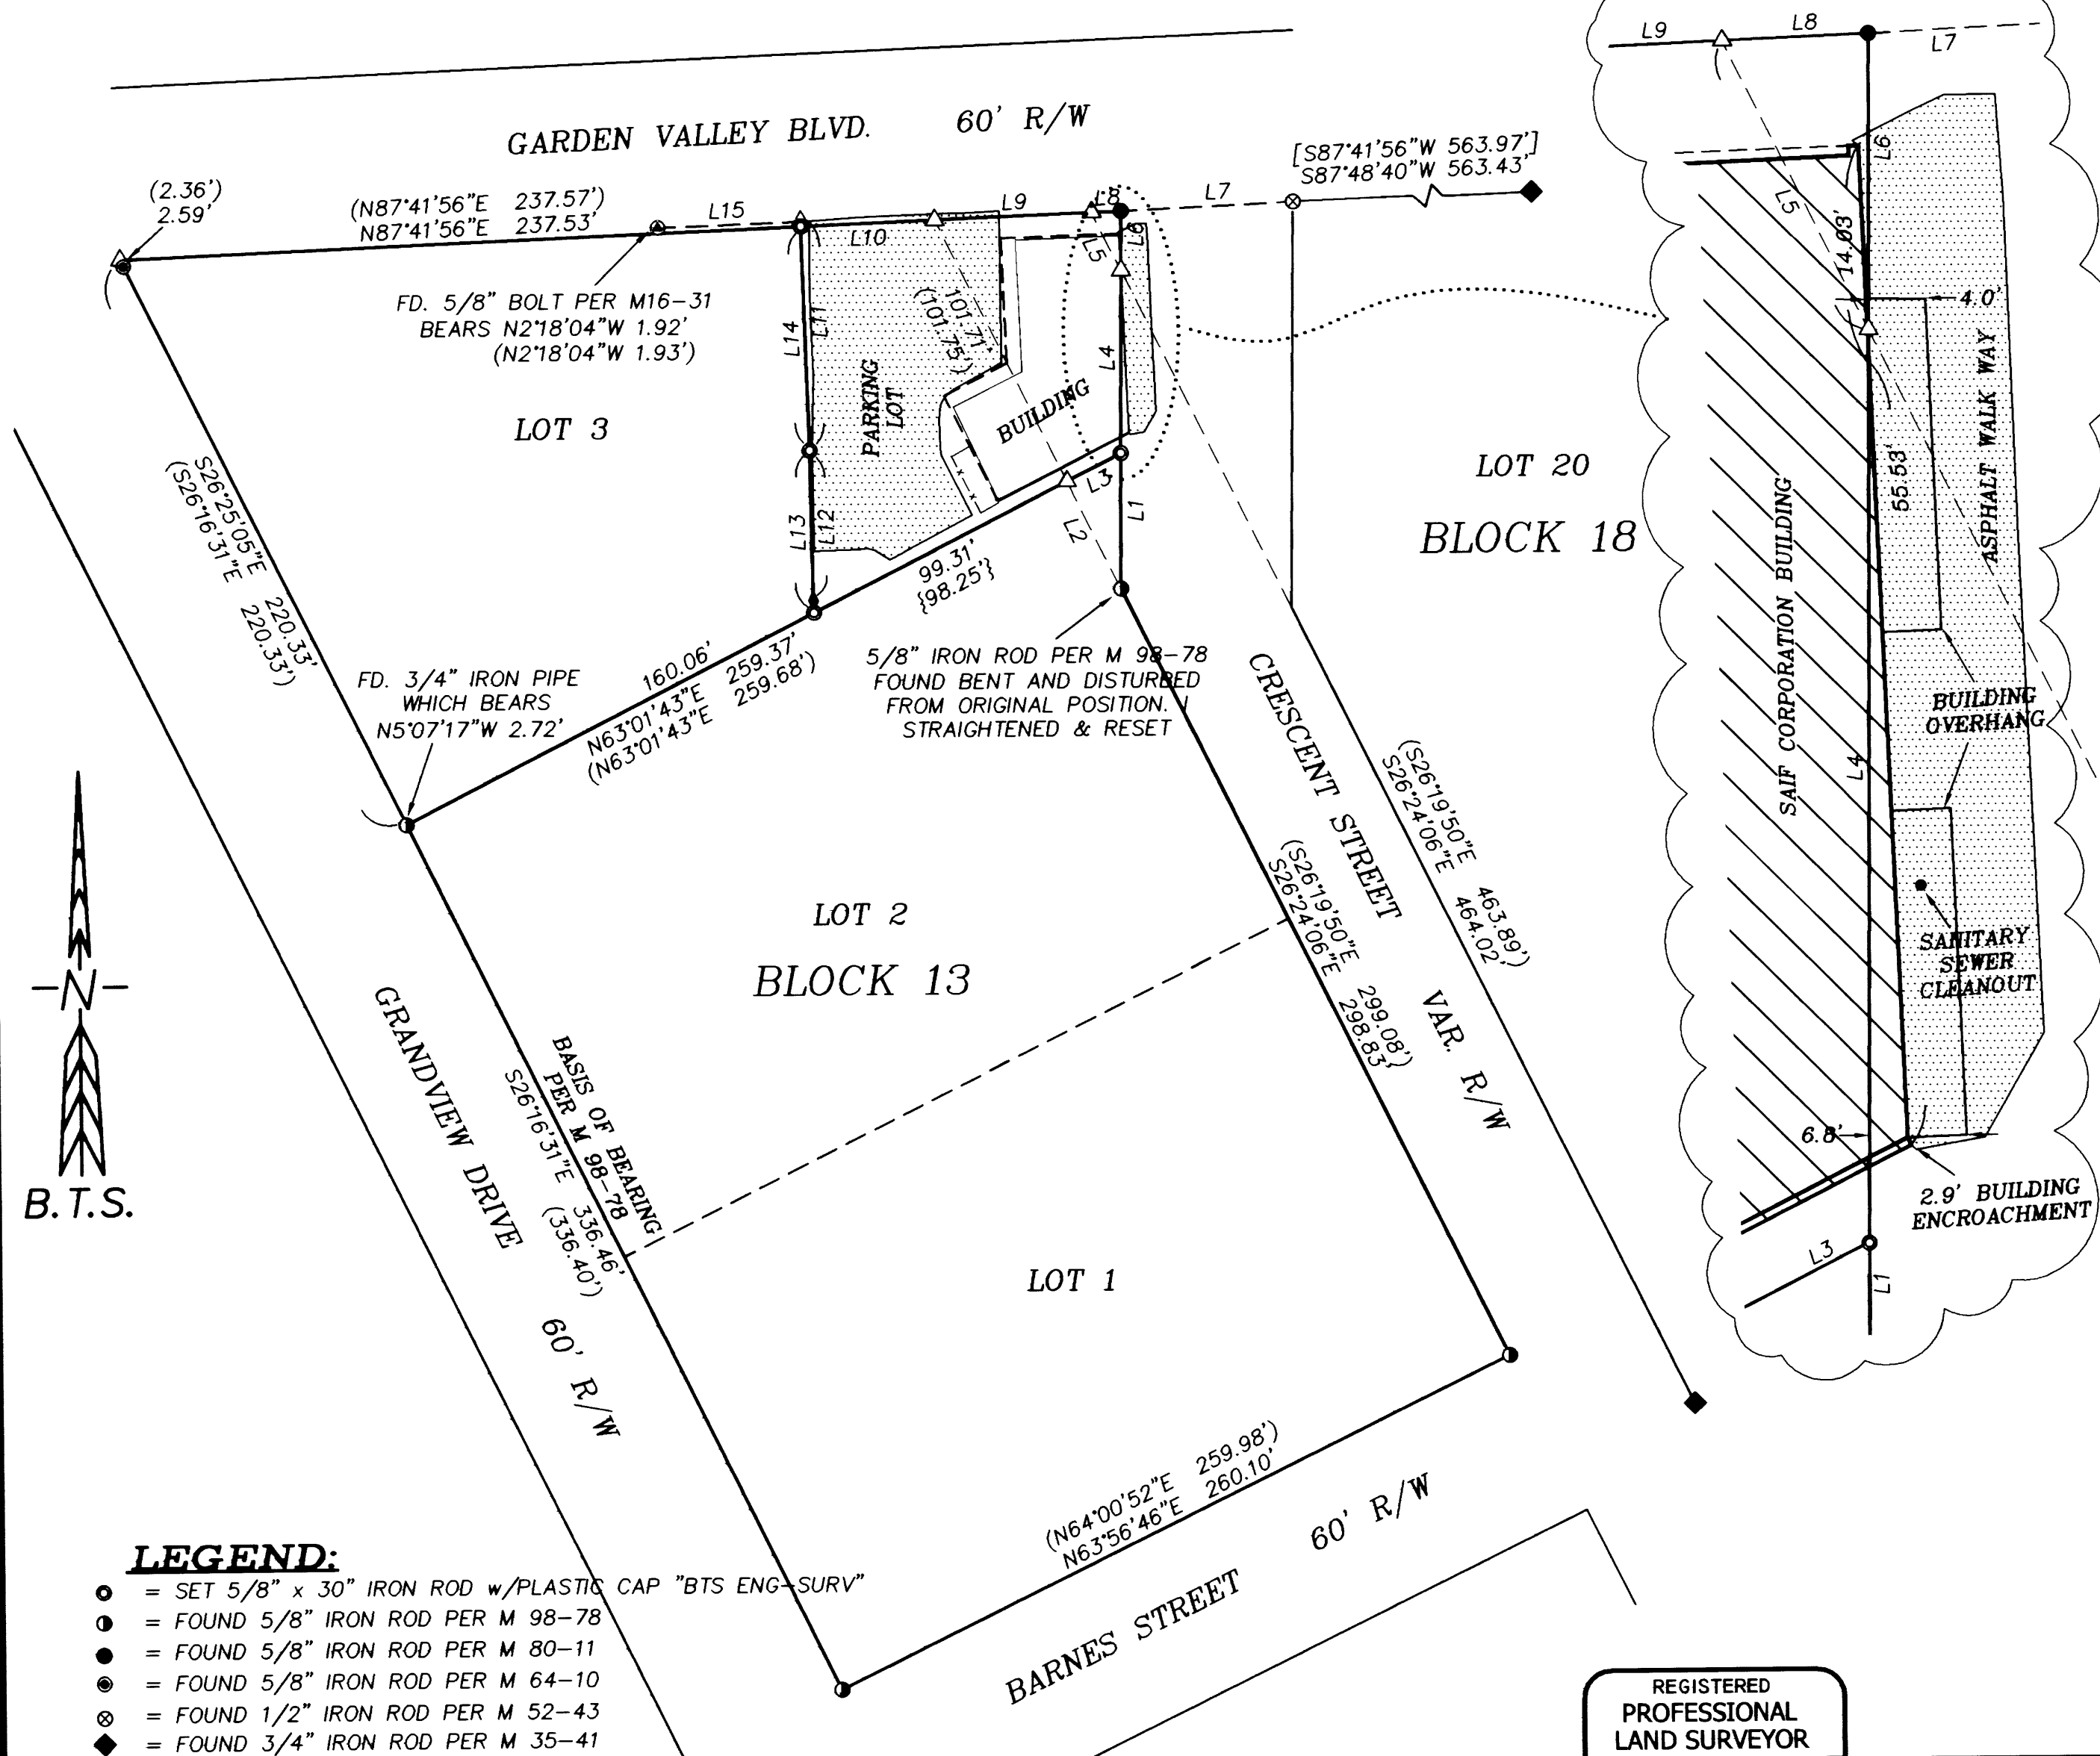 GARDEN VALLEY BLVD. 60' R/W
[S87°41'56"W 563.97']
S87°48'40"W 563.43'
(2.36')
2.59'
(N87°41'56"E 237.57')
N87°41'56"E 237.53'
L15
L10
L9
L8
L7
L6
L5
L4
L14
L11
L13
L12
L3
L2
L1
101.71'
(101.75')
FD. 5/8" BOLT PER M16-31
BEARS N2°18'04"W 1.92'
(N2°18'04"W 1.93')
PARKING
LOT
BUILDING
LOT 3
S26°25'05"E 220.33'
(S26°16'31"E 220.33')
99.31'
{98.25'}
160.06'
N63°01'43"E 259.37'
(N63°01'43"E 259.68')
FD. 3/4" IRON PIPE
WHICH BEARS
N5°07'17"W 2.72'
5/8" IRON ROD PER M 98-78
FOUND BENT AND DISTURBED
FROM ORIGINAL POSITION. I
STRAIGHTENED & RESET
LOT 20
BLOCK 18
CRESCENT STREET VAR. R/W
(S26°19'50"E 463.89')
S26°24'06"E 464.02'
(S26°19'50"E 299.08')
S26°24'06"E 298.83'
LOT 2
BLOCK 13
LOT 1
BASIS OF BEARING
PER M 98-78
S26°16'31"E 336.46'
(336.40')
GRANDVIEW DRIVE 60' R/W
(N64°00'52"E 259.98')
N63°56'46"E 260.10'
BARNES STREET 60' R/W
-N-
B.T.S.
L9
L8
L7
L6
L5
14.03'
4.0'
55.53'
ASPHALT WALK WAY
SAIF CORPORATION BUILDING
BUILDING
OVERHANG
L4
SANITARY
SEWER
CLEANOUT
6.8'
2.9' BUILDING
ENCROACHMENT
L3
L1
LEGEND:
= SET 5/8" x 30" IRON ROD w/PLASTIC CAP "BTS ENG-SURV"
= FOUND 5/8" IRON ROD PER M 98-78
= FOUND 5/8" IRON ROD PER M 80-11
= FOUND 5/8" IRON ROD PER M 64-10
= FOUND 1/2" IRON ROD PER M 52-43
= FOUND 3/4" IRON ROD PER M 35-41
REGISTERED
PROFESSIONAL
LAND SURVEYOR